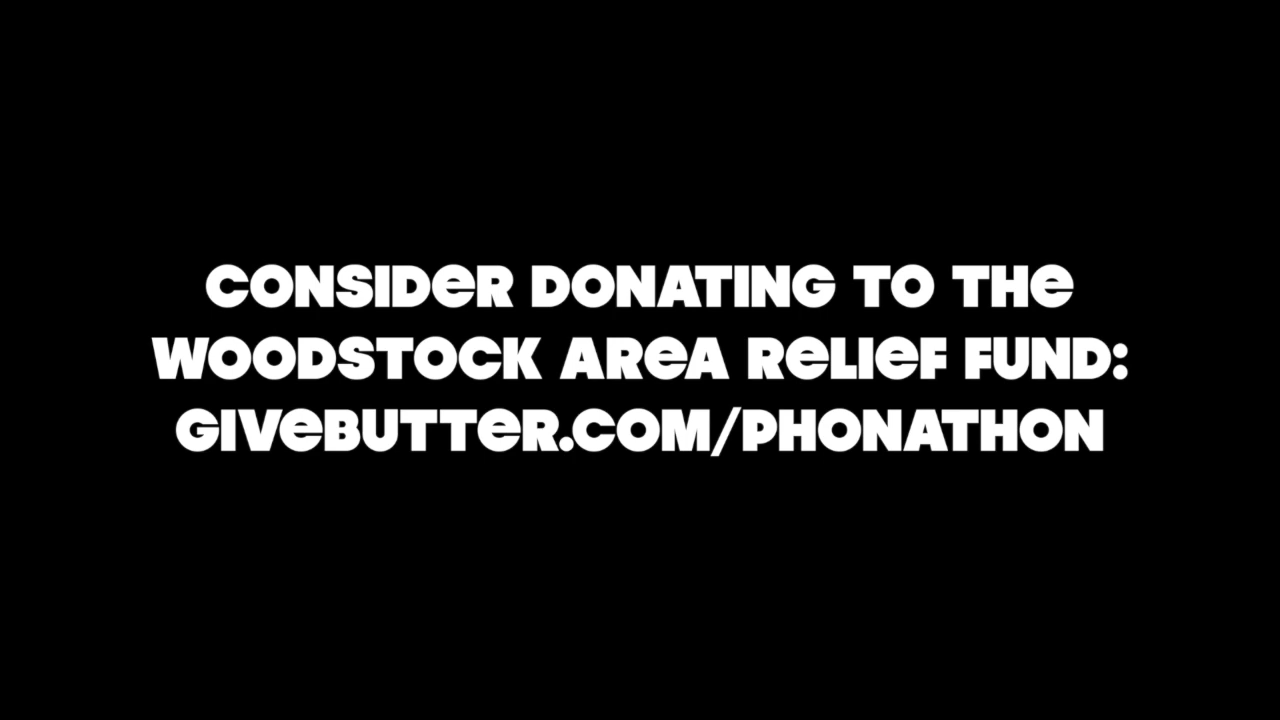 CONSIDER DONATING TO THE
WOODSTOCK AREA RELIEF FUND:
GIVEBUTTER.COM/PHONATHON